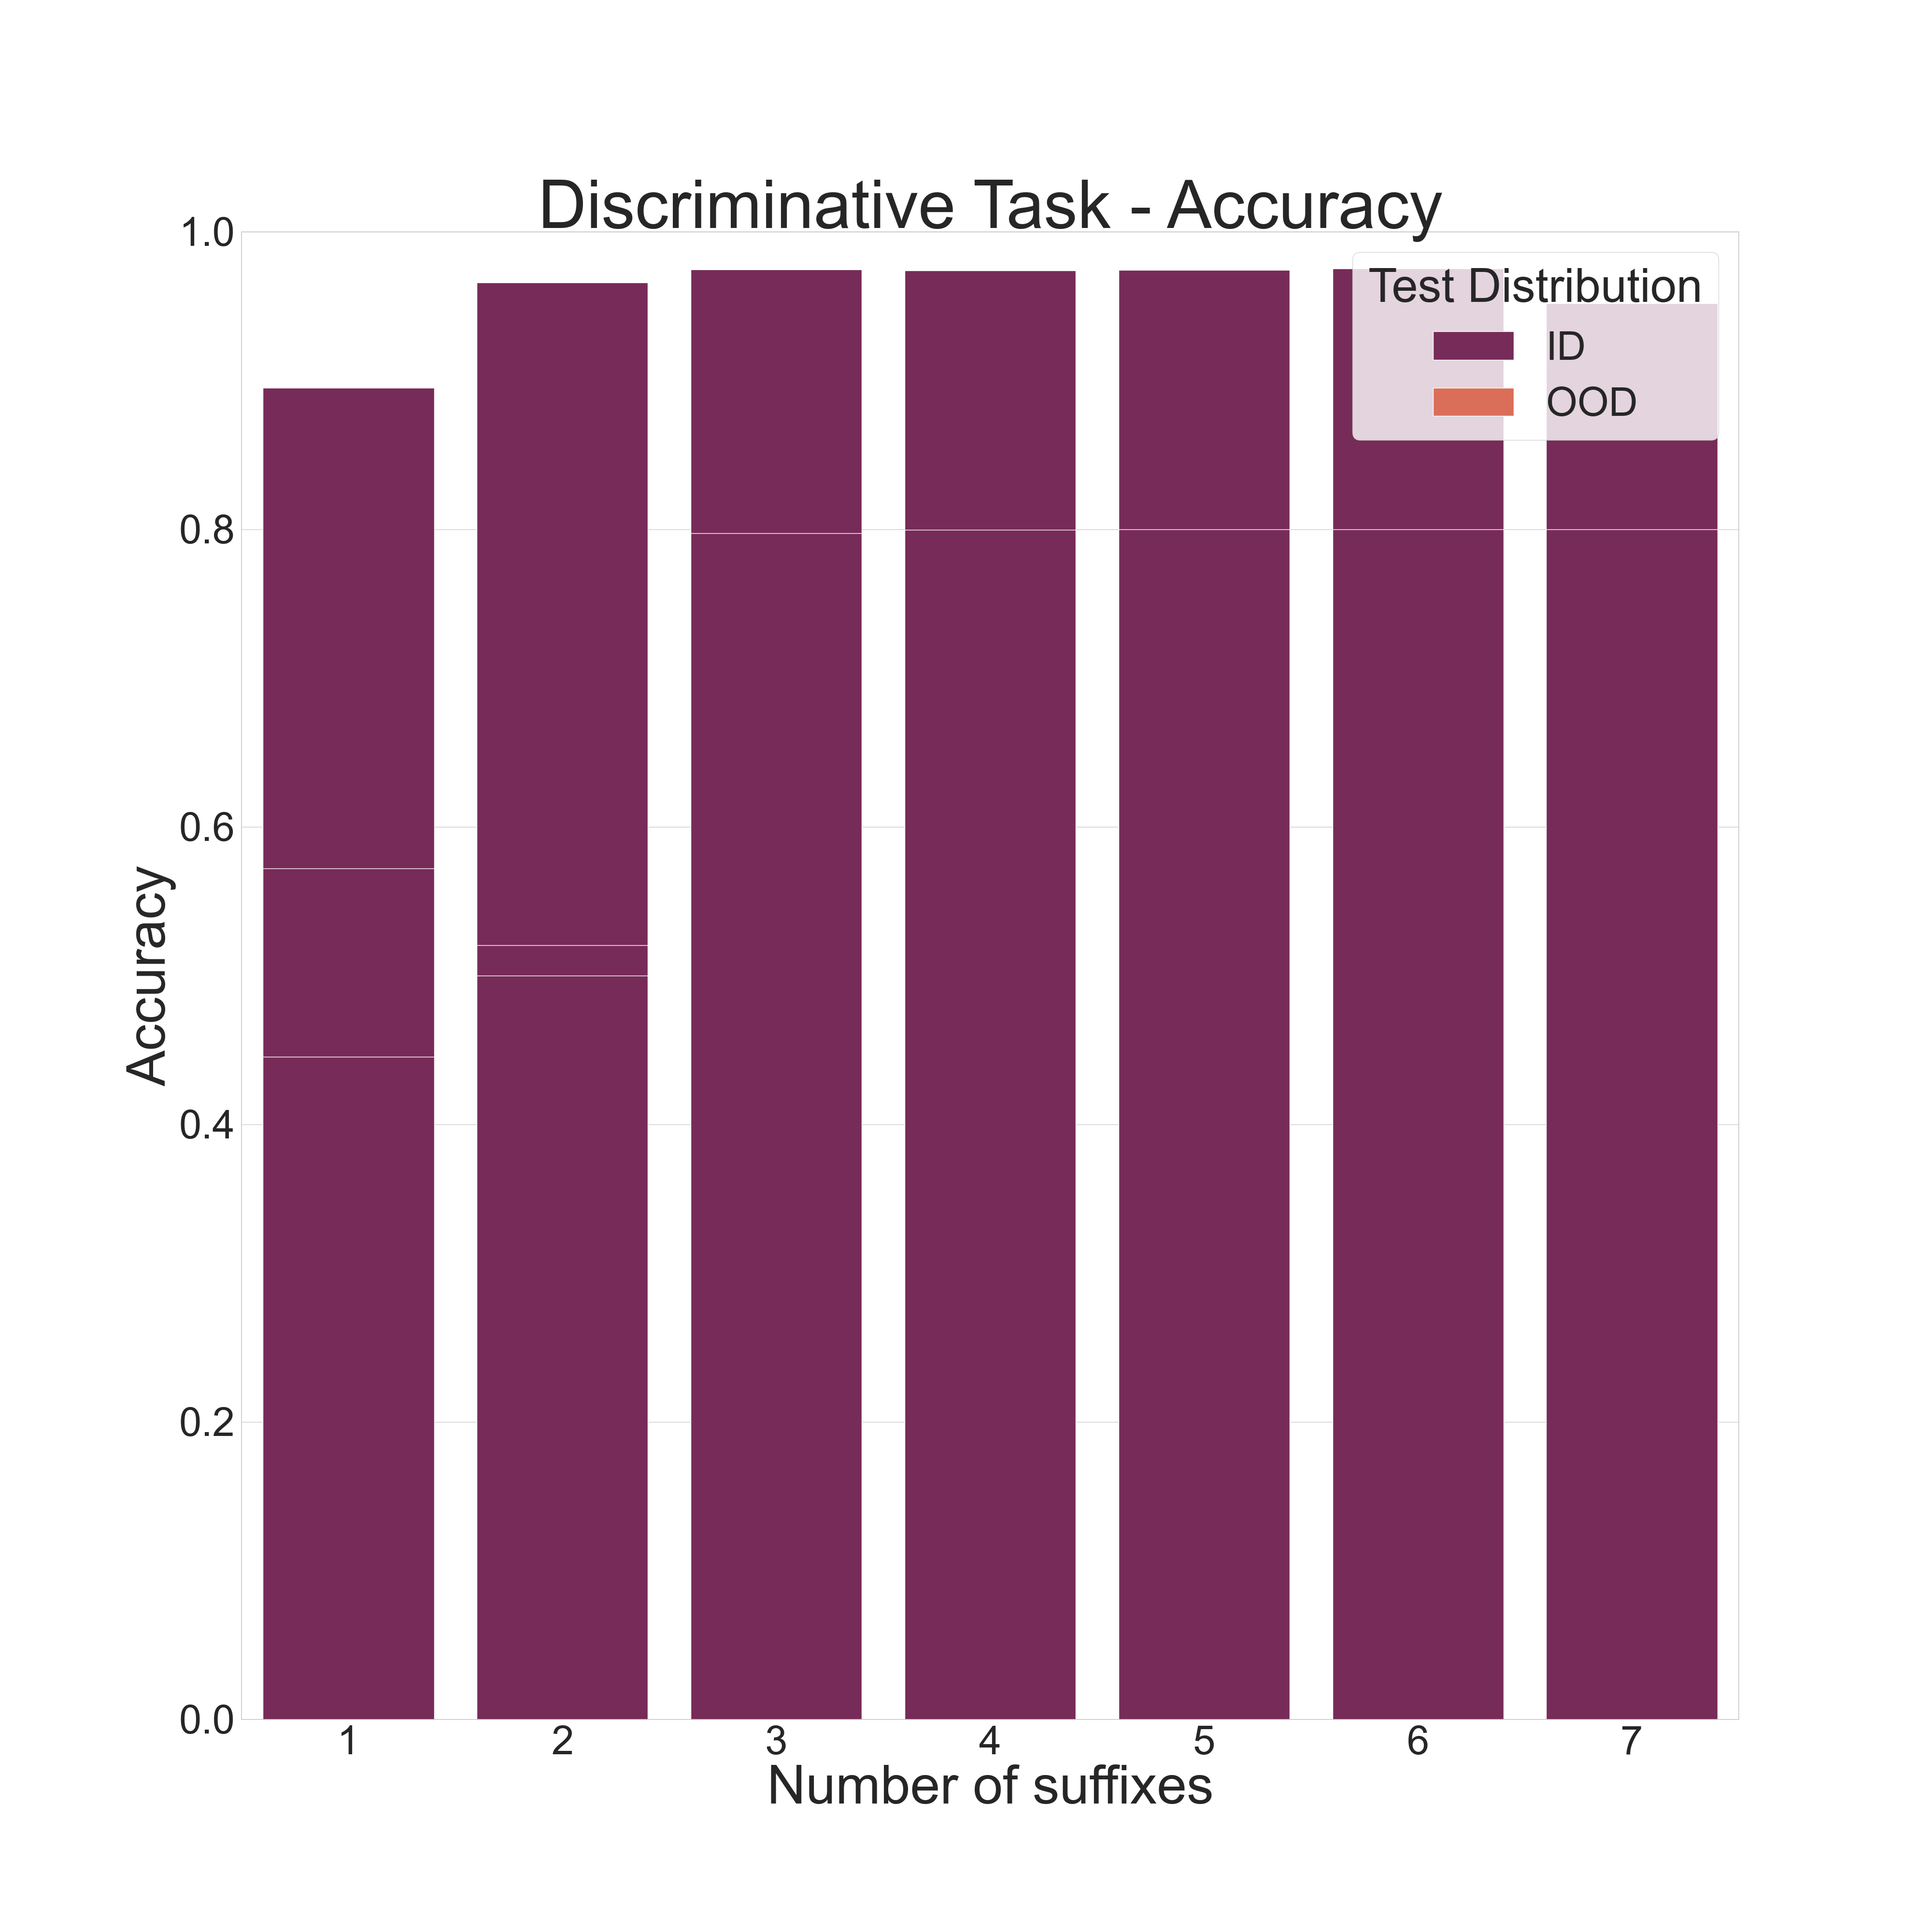 Discriminative Task - Accuracy
1.0
0.8
0.6
0.4
0.2
0.0
Accuracy
Test Distribution
ID
OOD
1 2 3 4 5 6 7
Number of suffixes